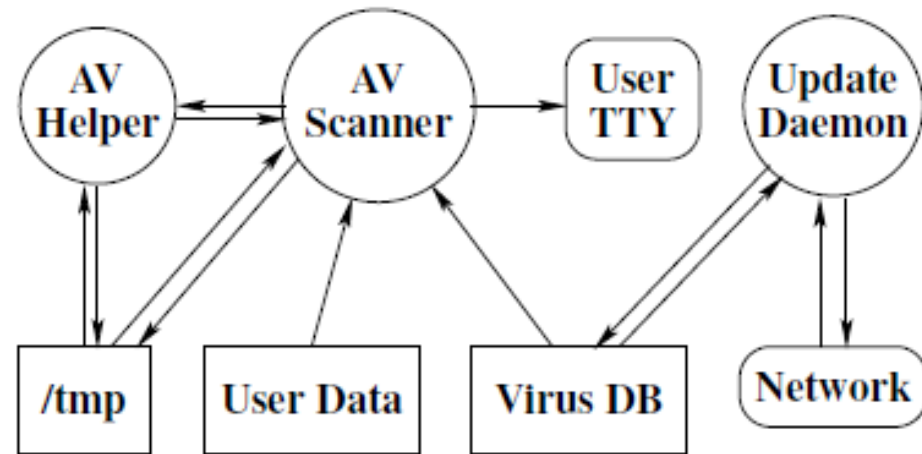 AV
Helper
AV
Scanner
User
TTY
Update
Daemon
/tmp
User Data
Virus DB
Network